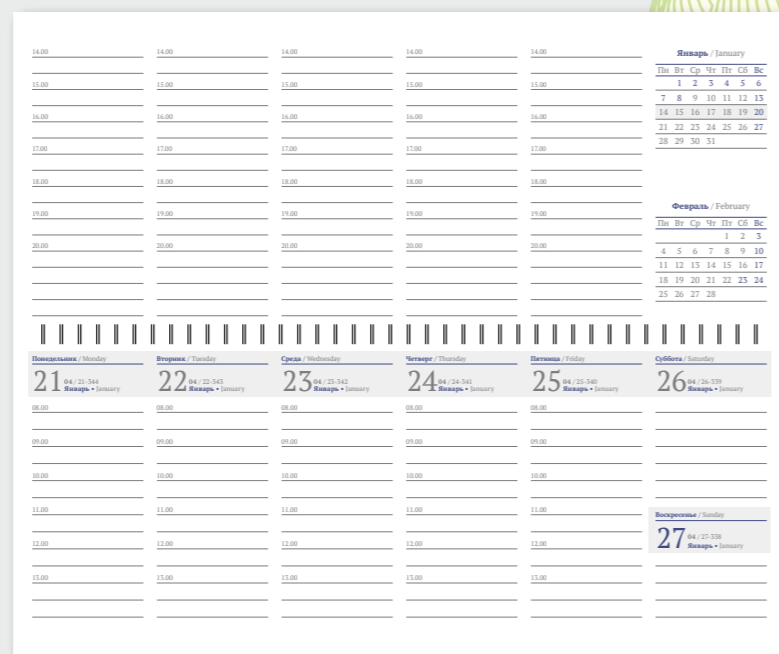 14.00 14.00 14.00 14.00 14.00
15.00 15.00 15.00 15.00 15.00
16.00 16.00 16.00 16.00 16.00
17.00 17.00 17.00 17.00 17.00
18.00 18.00 18.00 18.00 18.00
19.00 19.00 19.00 19.00 19.00
20.00 20.00 20.00 20.00 20.00
Январь / January
Пн Вт Ср Чт Пт Сб Вс
1 2 3 4 5 6
7 8 9 10 11 12 13
14 15 16 17 18 19 20
21 22 23 24 25 26 27
28 29 30 31
Февраль / February
Пн Вт Ср Чт Пт Сб Вс
1 2 3
4 5 6 7 8 9 10
11 12 13 14 15 16 17
18 19 20 21 22 23 24
25 26 27 28
Понедельник / Monday
21 04 / 21-344
Январь • January
Вторник / Tuesday
22 04 / 22-343
Январь • January
Среда / Wednesday
23 04 / 23-342
Январь • January
Четверг / Thursday
24 04 / 24-341
Январь • January
Пятница / Friday
25 04 / 25-340
Январь • January
Суббота / Saturday
26 04 / 26-339
Январь • January
08.00 08.00 08.00 08.00 08.00
09.00 09.00 09.00 09.00 09.00
10.00 10.00 10.00 10.00 10.00
11.00 11.00 11.00 11.00 11.00
12.00 12.00 12.00 12.00 12.00
13.00 13.00 13.00 13.00 13.00
Воскресенье / Sunday
27 04 / 27-338
Январь • January